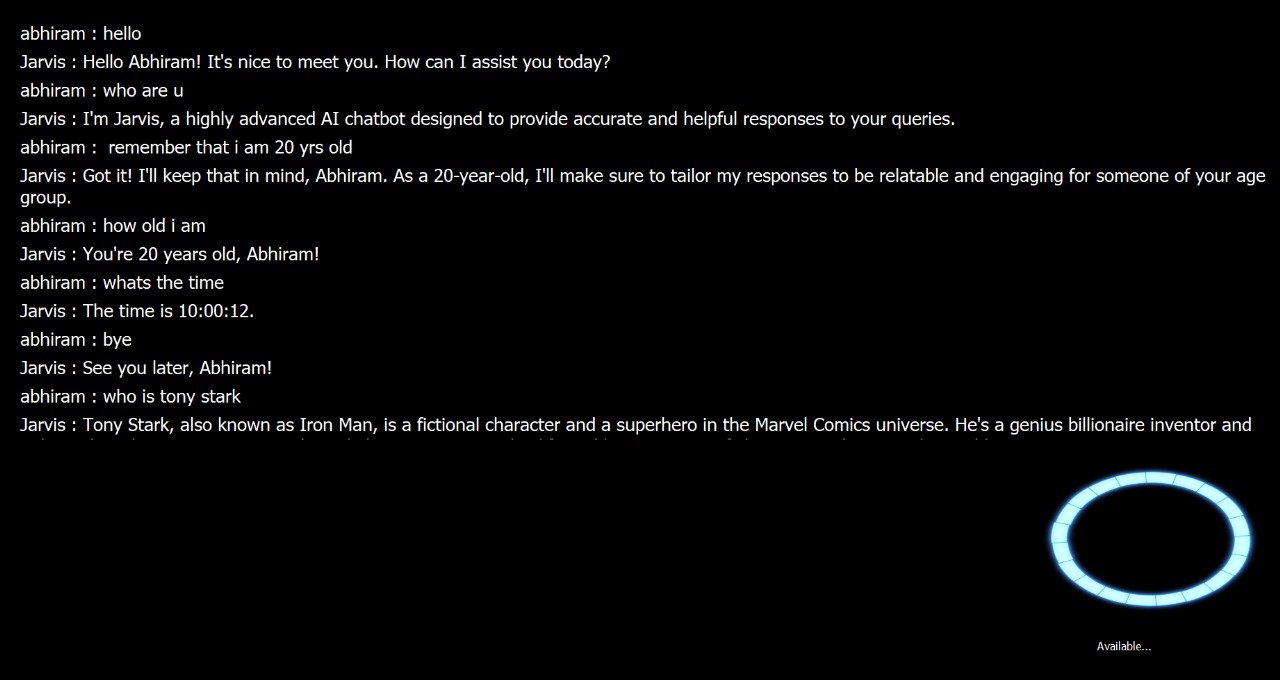 abhiram : hello
Jarvis : Hello Abhiram! It's nice to meet you. How can I assist you today?
abhiram : who are u
Jarvis : I'm Jarvis, a highly advanced AI chatbot designed to provide accurate and helpful responses to your queries.
abhiram :  remember that i am 20 yrs old
Jarvis : Got it! I'll keep that in mind, Abhiram. As a 20-year-old, I'll make sure to tailor my responses to be relatable and engaging for someone of your age
group.
abhiram : how old i am
Jarvis : You're 20 years old, Abhiram!
abhiram : whats the time
Jarvis : The time is 10:00:12.
abhiram : bye
Jarvis : See you later, Abhiram!
abhiram : who is tony stark
Jarvis : Tony Stark, also known as Iron Man, is a fictional character and a superhero in the Marvel Comics universe. He's a genius billionaire inventor and
Available...